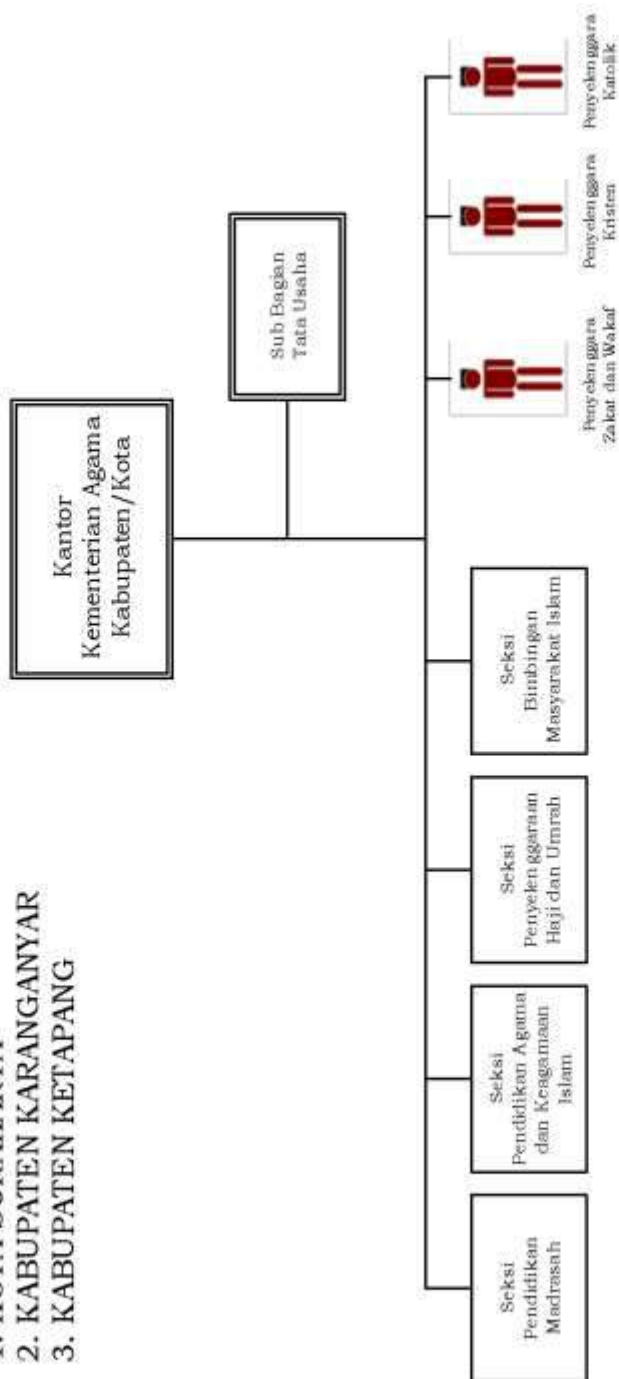 2. KABUPATEN KARANGANYAR
3. KABUPATEN KETAPANG
Kantor
Kementerian Agama
Kabupaten/Kota
Sub Bagian
Tata Usaha
Seksi
Pendidikan
Madrasah
Seksi
Pendidikan Agama
dan Keagamaan
Islam
Seksi
Penyelenggaraan
Haji dan Umrah
Seksi
Bimbingan
Masyarakat Islam
Penyelenggara
Zakat dan Wakaf
Penyelenggara
Kristen
Penyelenggara
Katolik